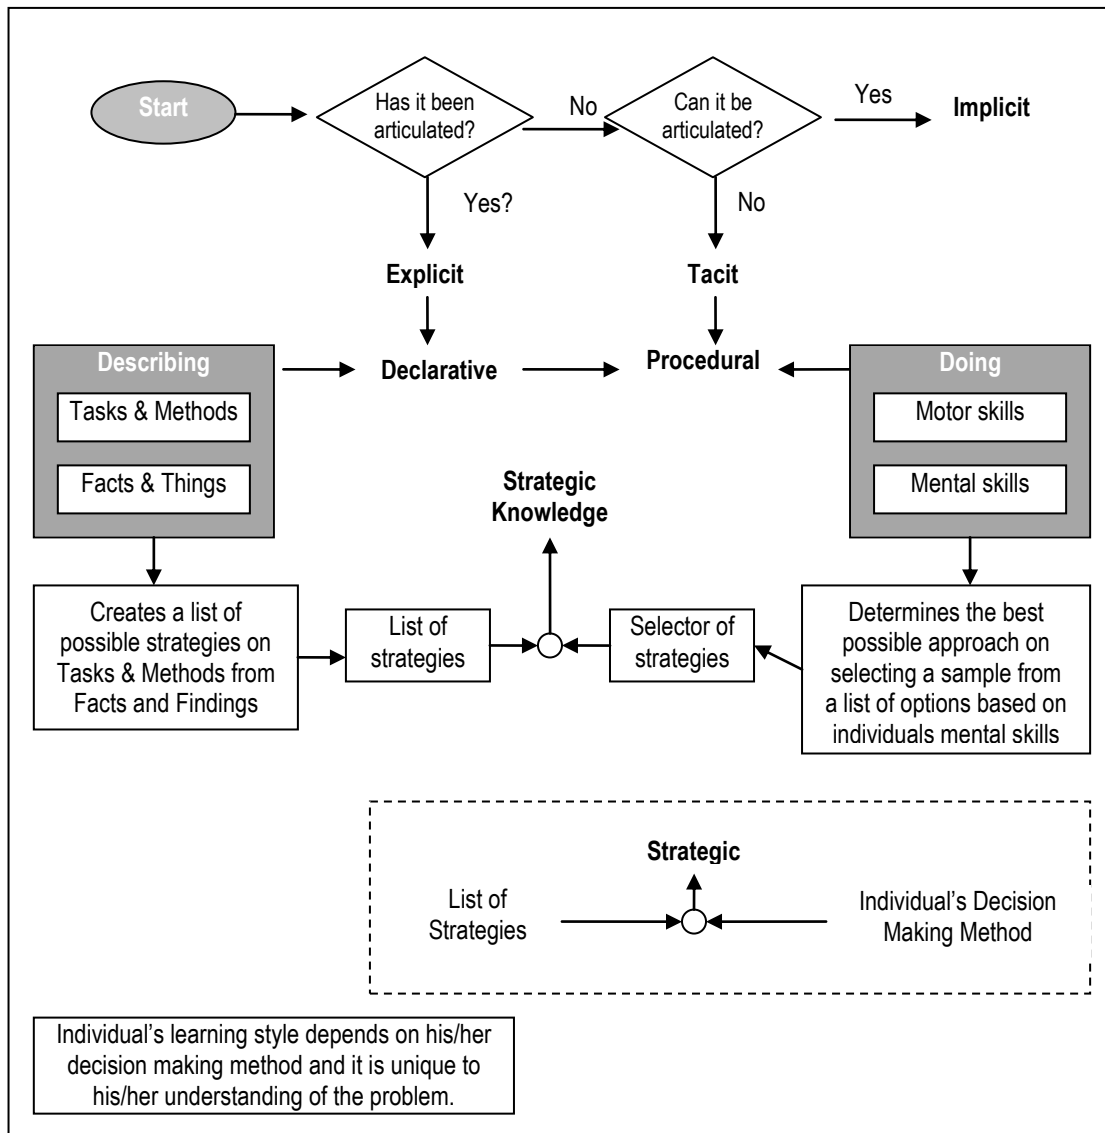 Start
Has it been
articulated?
No
Can it be
articulated?
Yes
Implicit
Yes?
No
Explicit
Tacit
Describing
Tasks & Methods
Facts & Things
Declarative
Procedural
Doing
Motor skills
Mental skills
Strategic
Knowledge
Creates a list of
possible strategies on
Tasks & Methods from
Facts and Findings
List of
strategies
Selector of
strategies
Determines the best
possible approach on
selecting a sample from
a list of options based on
individuals mental skills
Strategic
List of
Strategies
Individual's Decision
Making Method
Individual's learning style depends on his/her
decision making method and it is unique to
his/her understanding of the problem.